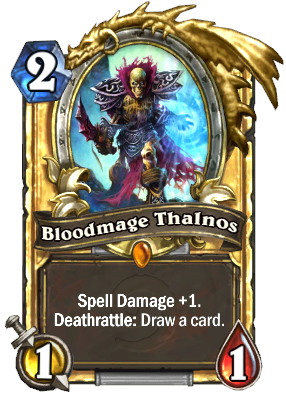 2
Bloodmage Thalnos
Spell Damage +1.
Deathrattle: Draw a card.
1 1